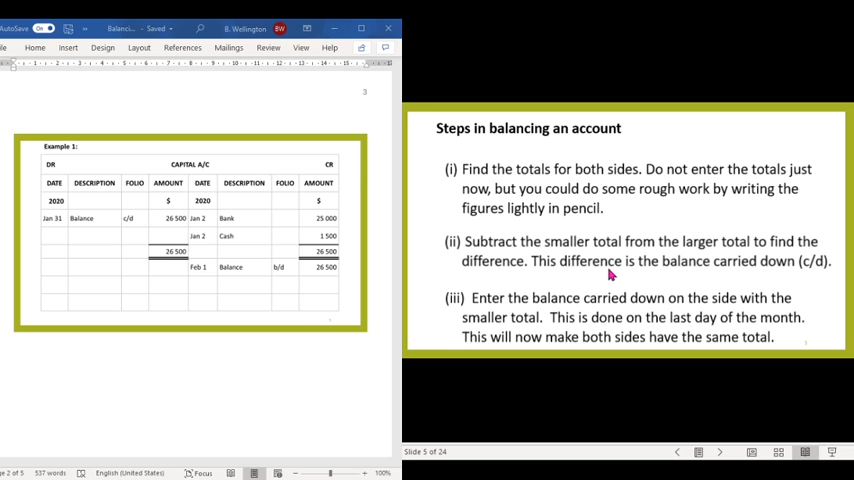 AutoSave On Balanci... - Saved B. Wellington BW
Home Insert Design Layout References Mailings Review View Help
3
Example 1:
DR CAPITAL A/C CR
DATE DESCRIPTION FOLIO AMOUNT DATE DESCRIPTION FOLIO AMOUNT
2020 $ 2020 $
Jan 31 Balance c/d 26 500 Jan 2 Bank 25 000
Jan 2 Cash 1 500
26 500 26 500
Feb 1 Balance b/d 26 500
Page 2 of 5 537 words English (United States) Focus 100%
Steps in balancing an account
(i) Find the totals for both sides. Do not enter the totals just
now, but you could do some rough work by writing the
figures lightly in pencil.
(ii) Subtract the smaller total from the larger total to find the
difference. This difference is the balance carried down (c/d).
(iii) Enter the balance carried down on the side with the
smaller total. This is done on the last day of the month.
This will now make both sides have the same total.
Slide 5 of 24